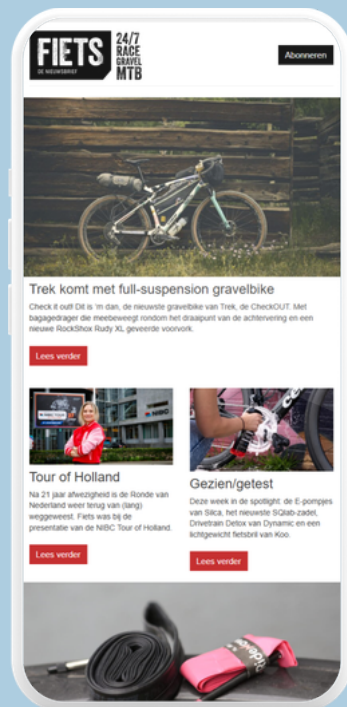 FIETS
DE NIEUWSBRIEF
24/7
RACE
GRAVEL
MTB
Abonneren
Trek komt met full-suspension gravelbike
Check it out! Dit is 'm dan, de nieuwste gravelbike van Trek, de CheckOUT. Met
bagagedrager die meebeweegt rondom het draaipunt van de achtervering en een
nieuwe RockShox Rudy XL geveerde voorvork.
Lees verder
NIBC
Tour of Holland
Na 21 jaar afwezigheid is de Ronde van
Nederland weer terug van (lang)
weggeweest. Fiets was bij de
presentatie van de NIBC Tour of Holland.
Lees verder
Gezien/getest
Deze week in de spotlight: de E-pompjes
van Silca, het nieuwste SQlab-zadel,
Drivetrain Detox van Dynamic en een
lichtgewicht fietsbril van Koo.
Lees verder